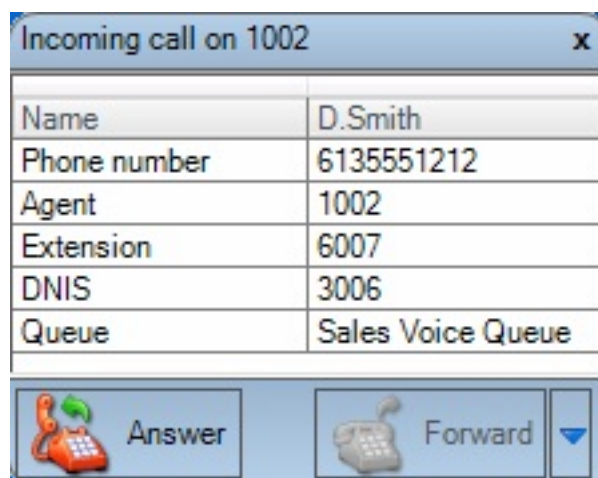 Incoming call on 1002 x
Name D.Smith
Phone number 6135551212
Agent 1002
Extension 6007
DNIS 3006
Queue Sales Voice Queue
Answer Forward